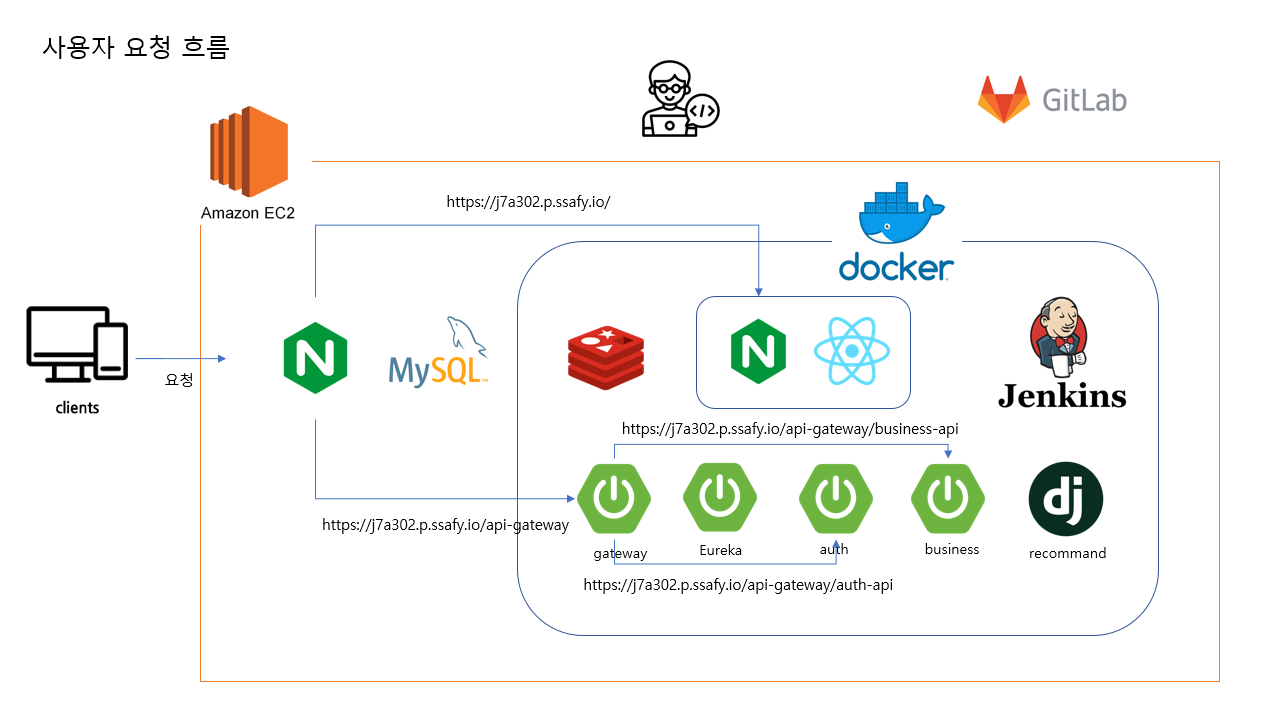 사용자 요청 흐름
GitLab
Amazon EC2
https://j7a302.p.ssafy.io/
docker
N
MySQL
N
Jenkins
요청
clients
https://j7a302.p.ssafy.io/api-gateway/business-api
dj
https://j7a302.p.ssafy.io/api-gateway
gateway
Eureka
auth
business
recommand
https://j7a302.p.ssafy.io/api-gateway/auth-api